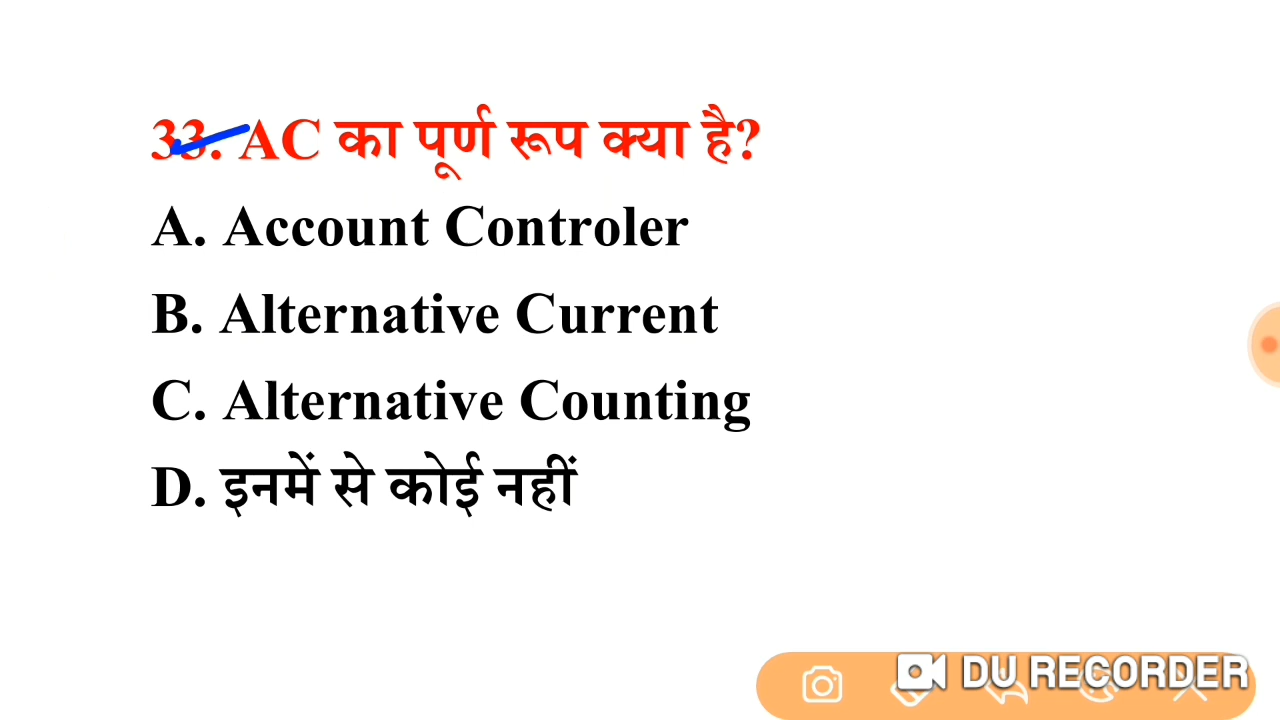 33. AC का पूर्ण रूप क्या है?
A. Account Controler
B. Alternative Current
C. Alternative Counting
D. इनमें से कोई नहीं
DU RECORDER